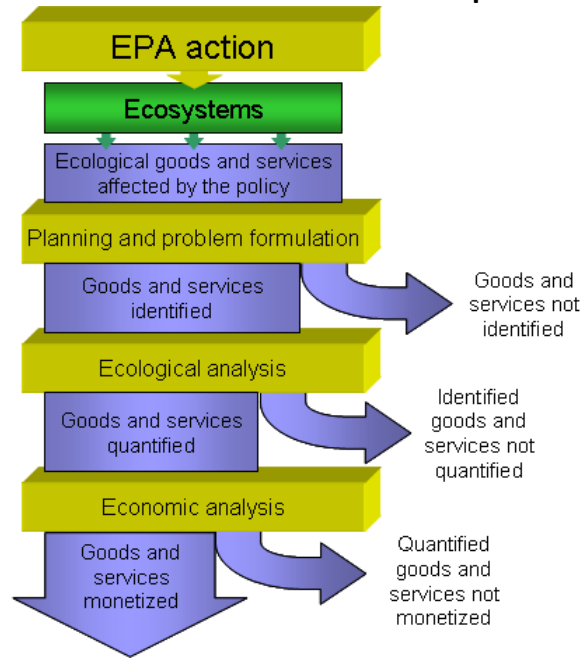 EPA action
Ecosystems
Ecological goods and services
affected by the policy
Planning and problem formulation
Goods and services
identified
Goods and
services not
identified
Ecological analysis
Goods and services
quantified
Identified
goods and
services not
quantified
Economic analysis
Goods and
services
monetized
Quantified
goods and
services not
monetized